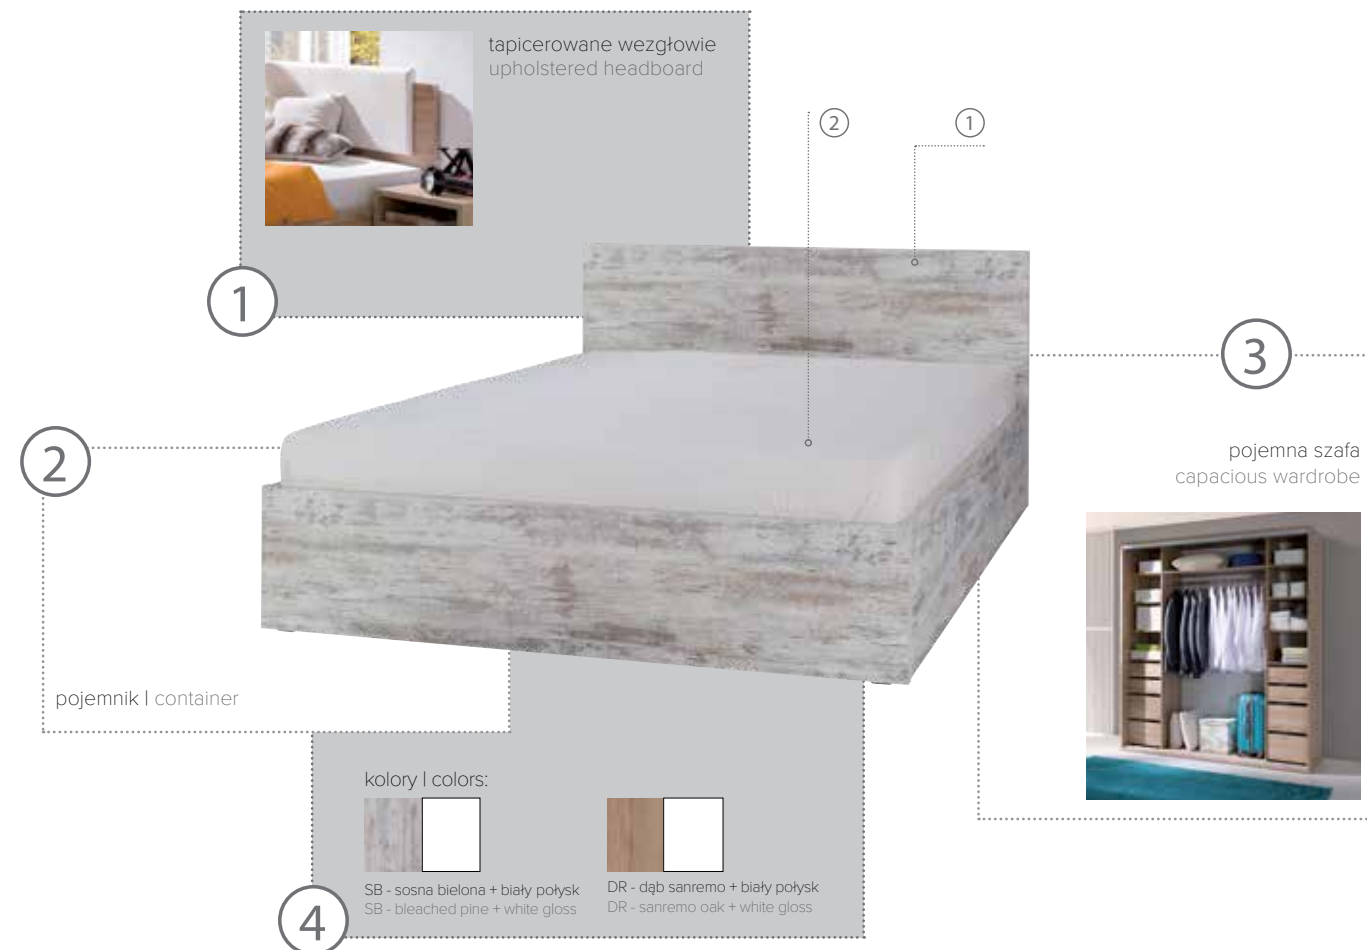 tapicerowane wezgłowie
upholstered headboard
2
1
1
3
2
pojemna szafa
capacious wardrobe
pojemnik | container
kolory | colors:
SB - sosna bielona + biały połysk
SB - bleached pine + white gloss
DR - dąb sanremo + biały połysk
DR - sanremo oak + white gloss
4